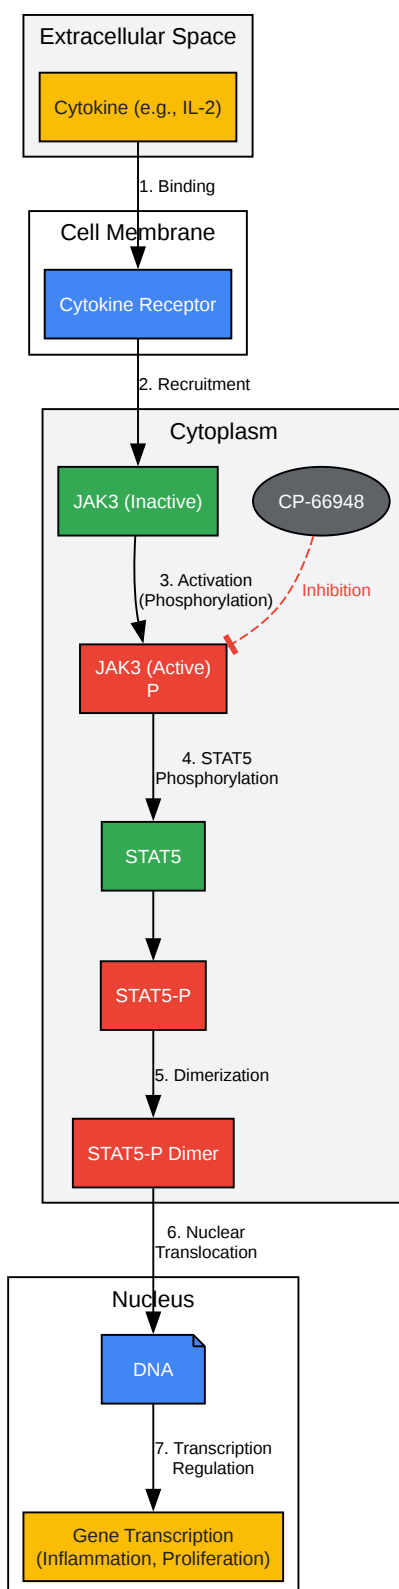 Extracellular Space
Cytokine (e.g., IL-2)
1. Binding
Cell Membrane
Cytokine Receptor
2. Recruitment
Cytoplasm
JAK3 (Inactive)
CP-66948
3. Activation
(Phosphorylation)
Inhibition
JAK3 (Active)
P
4. STAT5
Phosphorylation
STAT5
STAT5-P
5. Dimerization
STAT5-P Dimer
6. Nuclear
Translocation
Nucleus
DNA
7. Transcription
Regulation
Gene Transcription
(Inflammation, Proliferation)